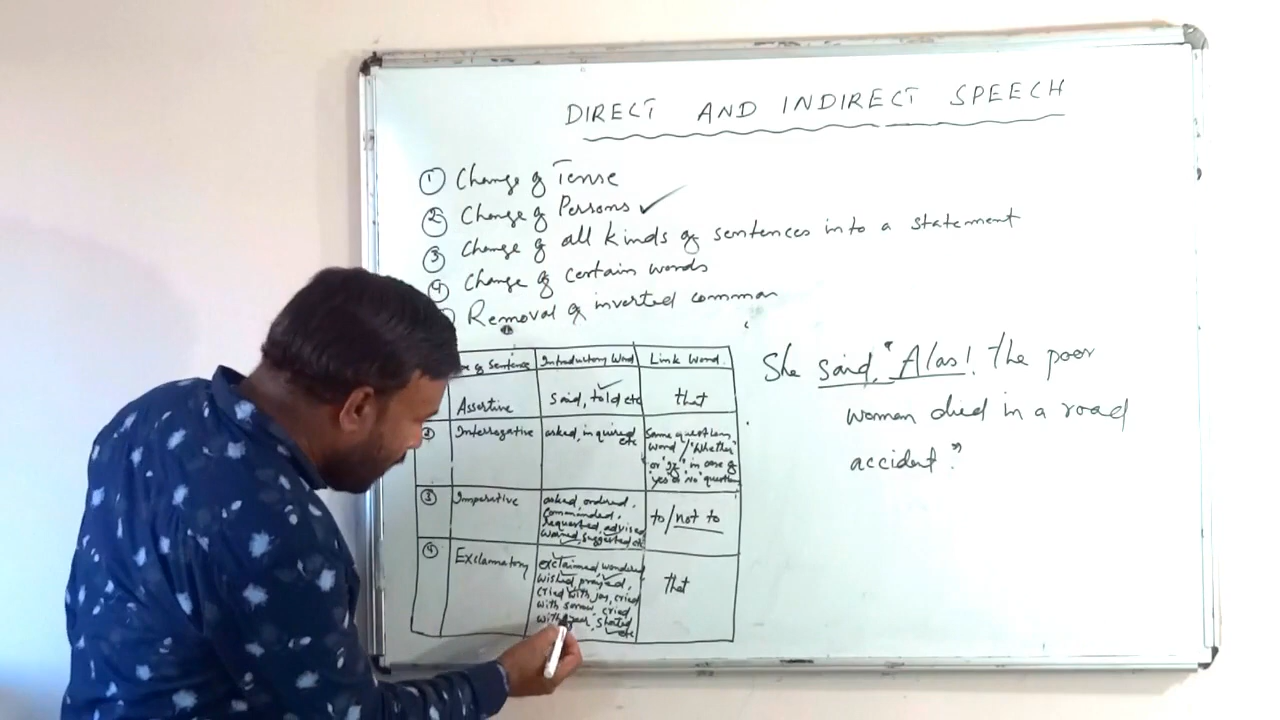 DIRECT AND INDIRECT SPEECH
① Change of Tense
② Change of Persons ✓
③ Change of all kinds of sentences into a statement
④ Change of certain words
Removal of inverted commas
of Sentence Introductory Word Link Word.
Assertive said, told etc that
② Interrogative asked, inquired etc
Same question word / "Whether" or "if" in case of 'yes or No' question
③ Imperative asked, ordered, commanded, requested, advised, warned, suggested etc
to/not to
④ Exclamatory
exclaimed, wondered
wished, prayed,
cried with joy, cried
with sorrow, cried
with fear, shouted
etc
that
She said, "Alas! the poor
woman died in a road
accident."